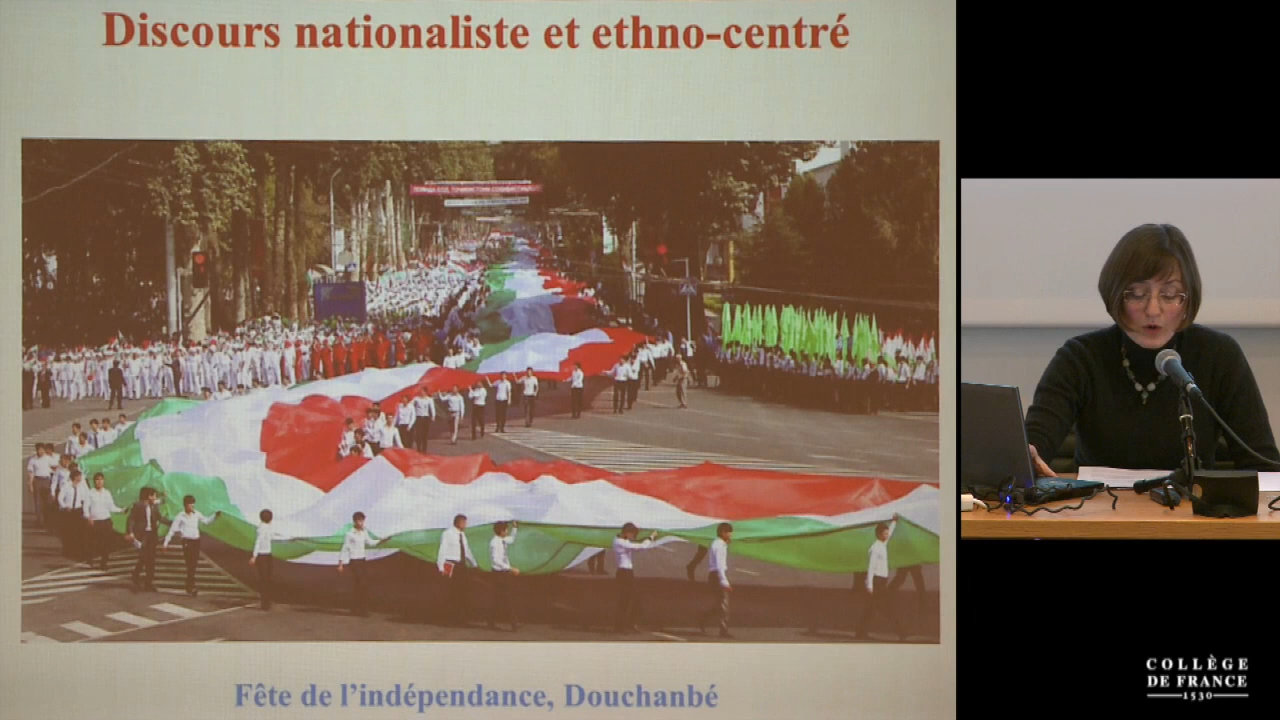 Discours nationaliste et ethno-centré
Fête de l'indépendance, Douchanbé
COLLÈGE
DE FRANCE
1530